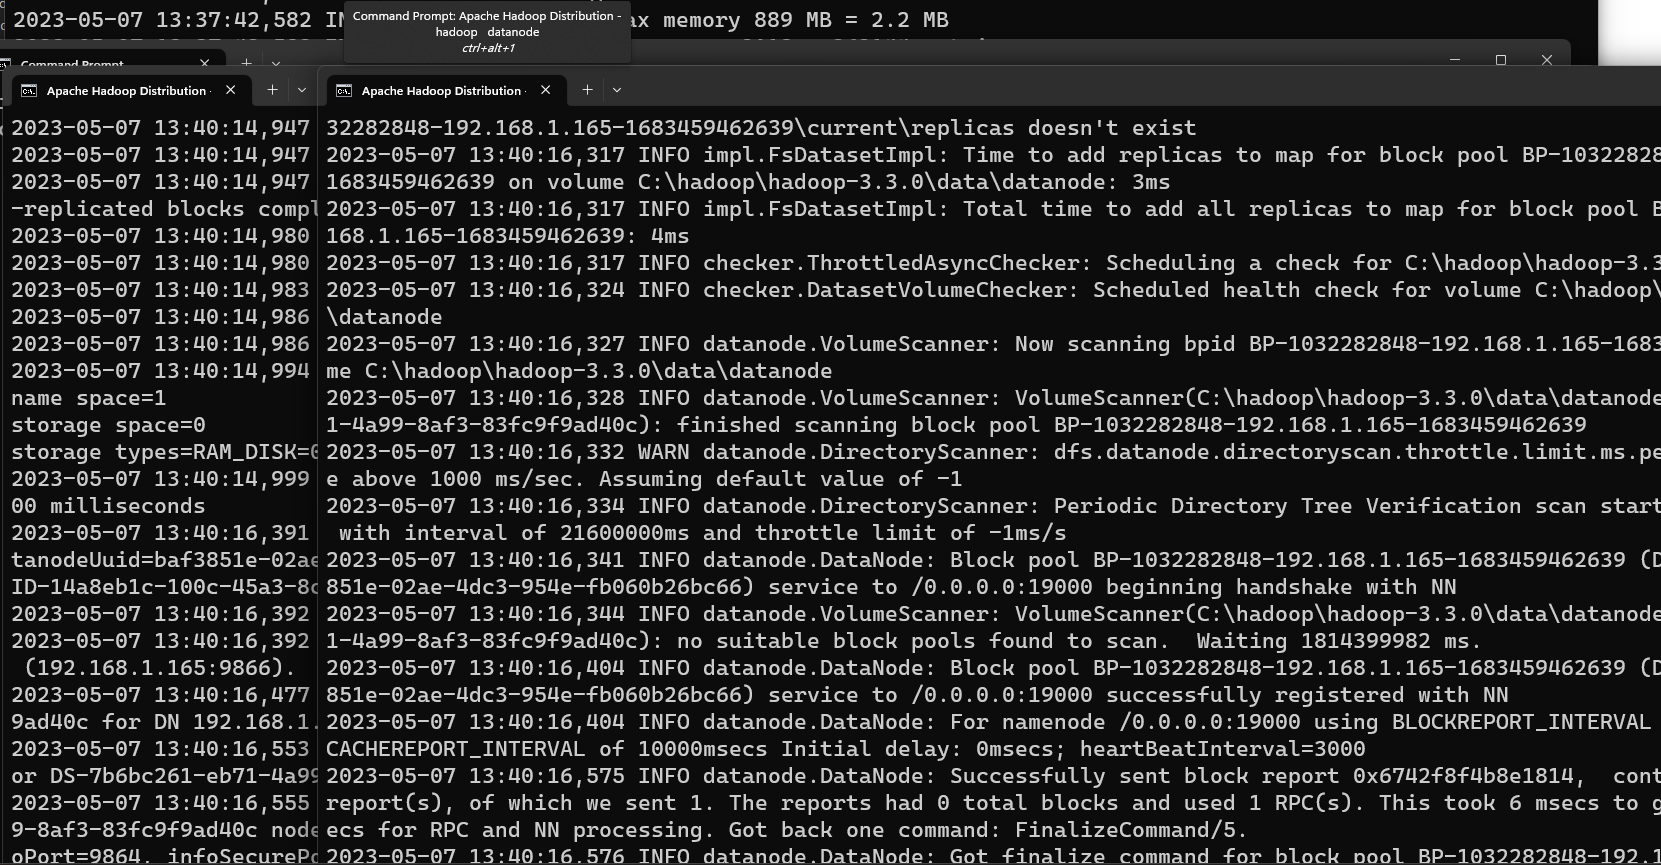 2023-05-07 13:37:42,582 IN
ax memory 889 MB = 2.2 MB
Command Prompt: Apache Hadoop Distribution -
hadoop datanode
ctrl+alt+1
Command Prompt
Apache Hadoop Distribution -
2023-05-07 13:40:14,947
2023-05-07 13:40:14,947
2023-05-07 13:40:14,947
-replicated blocks compl
2023-05-07 13:40:14,980
2023-05-07 13:40:14,980
2023-05-07 13:40:14,983
2023-05-07 13:40:14,986
2023-05-07 13:40:14,986
2023-05-07 13:40:14,994
name space=1
storage space=0
storage types=RAM_DISK=0
2023-05-07 13:40:14,999
00 milliseconds
2023-05-07 13:40:16,391
tanodeUuid=baf3851e-02ae
ID-14a8eb1c-100c-45a3-8c
2023-05-07 13:40:16,392
2023-05-07 13:40:16,392
(192.168.1.165:9866).
2023-05-07 13:40:16,477
9ad40c for DN 192.168.1.
2023-05-07 13:40:16,553
or DS-7b6bc261-eb71-4a99
2023-05-07 13:40:16,555
9-8af3-83fc9f9ad40c node
oPort=9864, infoSecurePo
Apache Hadoop Distribution -
32282848-192.168.1.165-1683459462639\current\replicas doesn't exist
2023-05-07 13:40:16,317 INFO impl.FsDatasetImpl: Time to add replicas to map for block pool BP-10322828
1683459462639 on volume C:\hadoop\hadoop-3.3.0\data\datanode: 3ms
2023-05-07 13:40:16,317 INFO impl.FsDatasetImpl: Total time to add all replicas to map for block pool B
168.1.165-1683459462639: 4ms
2023-05-07 13:40:16,317 INFO checker.ThrottledAsyncChecker: Scheduling a check for C:\hadoop\hadoop-3.3
2023-05-07 13:40:16,324 INFO checker.DatasetVolumeChecker: Scheduled health check for volume C:\hadoop\
\datanode
2023-05-07 13:40:16,327 INFO datanode.VolumeScanner: Now scanning bpid BP-1032282848-192.168.1.165-1683
me C:\hadoop\hadoop-3.3.0\data\datanode
2023-05-07 13:40:16,328 INFO datanode.VolumeScanner: VolumeScanner(C:\hadoop\hadoop-3.3.0\data\datanode
1-4a99-8af3-83fc9f9ad40c): finished scanning block pool BP-1032282848-192.168.1.165-1683459462639
2023-05-07 13:40:16,332 WARN datanode.DirectoryScanner: dfs.datanode.directoryscan.throttle.limit.ms.pe
e above 1000 ms/sec. Assuming default value of -1
2023-05-07 13:40:16,334 INFO datanode.DirectoryScanner: Periodic Directory Tree Verification scan start
with interval of 21600000ms and throttle limit of -1ms/s
2023-05-07 13:40:16,341 INFO datanode.DataNode: Block pool BP-1032282848-192.168.1.165-1683459462639 (D
851e-02ae-4dc3-954e-fb060b26bc66) service to /0.0.0.0:19000 beginning handshake with NN
2023-05-07 13:40:16,344 INFO datanode.VolumeScanner: VolumeScanner(C:\hadoop\hadoop-3.3.0\data\datanode
1-4a99-8af3-83fc9f9ad40c): no suitable block pools found to scan.  Waiting 1814399982 ms.
2023-05-07 13:40:16,404 INFO datanode.DataNode: Block pool BP-1032282848-192.168.1.165-1683459462639 (D
851e-02ae-4dc3-954e-fb060b26bc66) service to /0.0.0.0:19000 successfully registered with NN
2023-05-07 13:40:16,404 INFO datanode.DataNode: For namenode /0.0.0.0:19000 using BLOCKREPORT_INTERVAL
CACHEREPORT_INTERVAL of 10000msecs Initial delay: 0msecs; heartBeatInterval=3000
2023-05-07 13:40:16,575 INFO datanode.DataNode: Successfully sent block report 0x6742f8f4b8e1814,  cont
report(s), of which we sent 1. The reports had 0 total blocks and used 1 RPC(s). This took 6 msecs to g
ecs for RPC and NN processing. Got back one command: FinalizeCommand/5.
2023-05-07 13:40:16,576 INFO datanode.DataNode: Got finalize command for block pool BP-1032282848-192.1